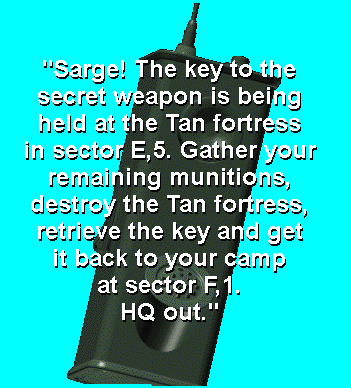 "Sarge! The key to the
secret weapon is being
held at the Tan fortress
in sector E,5. Gather your
remaining munitions,
destroy the Tan fortress,
retrieve the key and get
it back to your camp
at sector F,1.
HQ out."